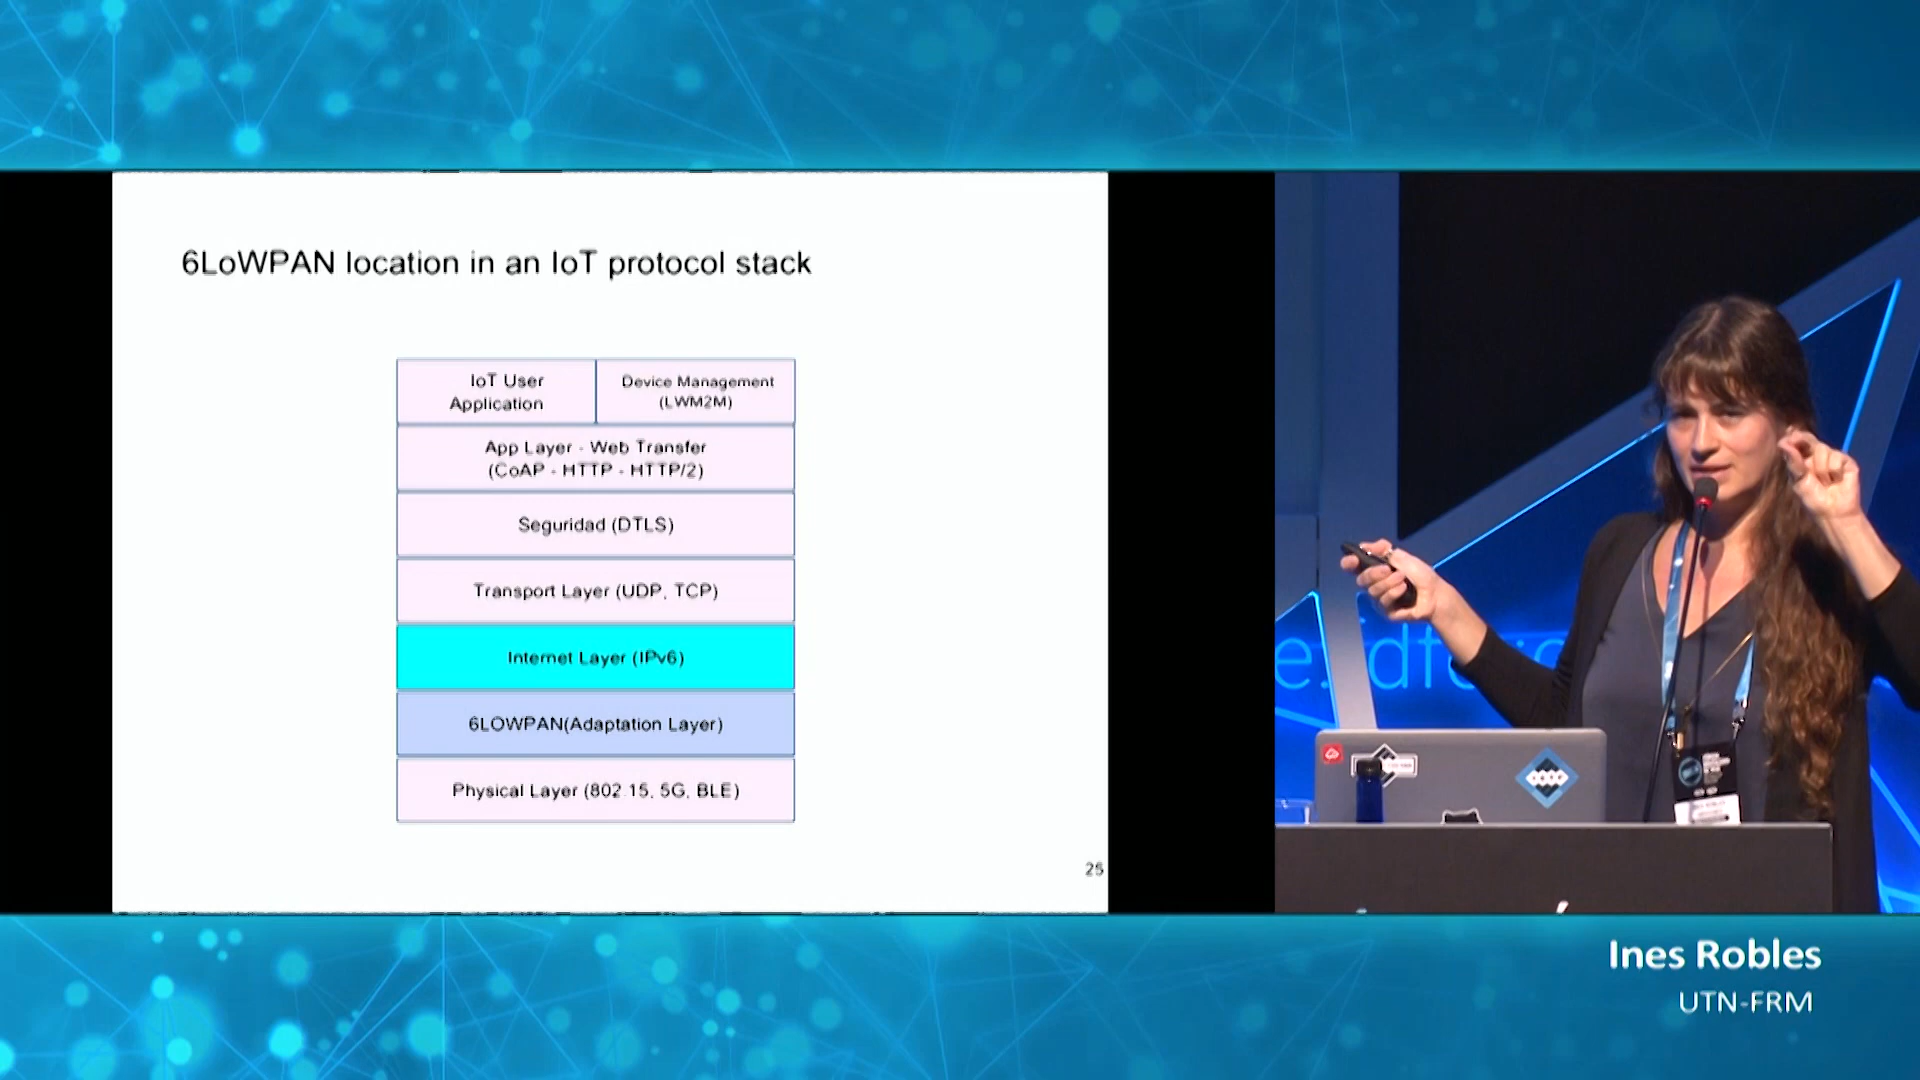 6LoWPAN location in an IoT protocol stack
IoT User
Application
Device Management
(LWM2M)
App Layer - Web Transfer
(CoAP - HTTP - HTTP/2)
Seguridad (DTLS)
Transport Layer (UDP, TCP)
Internet Layer (IPv6)
6LOWPAN(Adaptation Layer)
Physical Layer (802.15, 5G, BLE)
25
Ines Robles
UTN-FRM